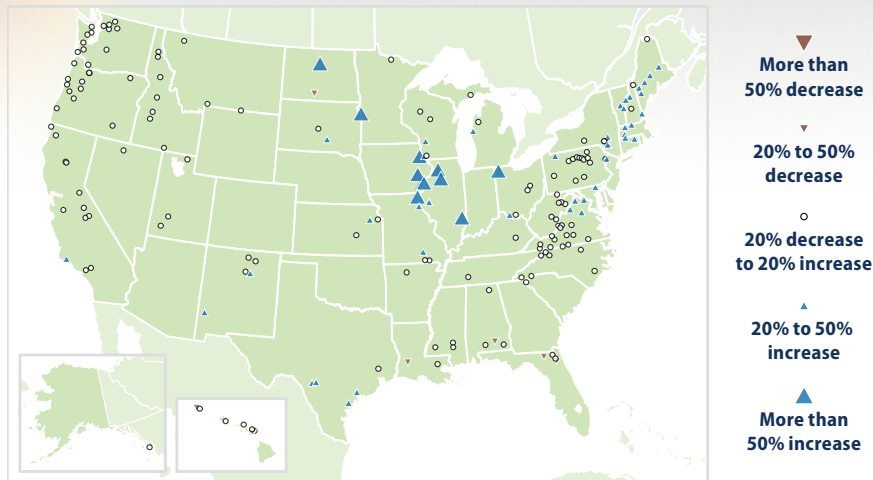 More than
50% decrease
20% to 50%
decrease
20% decrease
to 20% increase
20% to 50%
increase
More than
50% increase